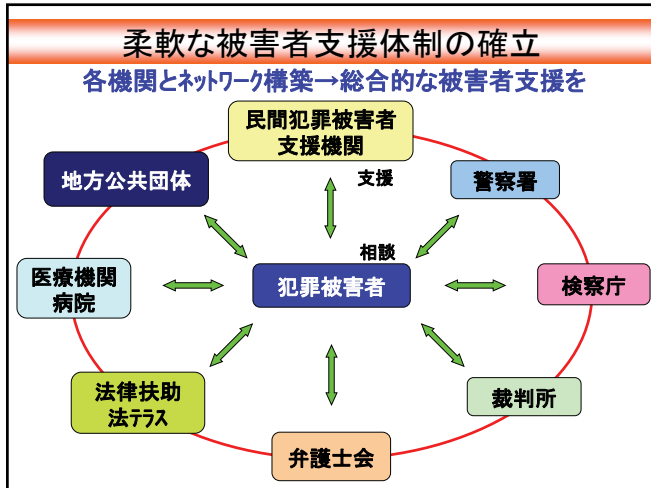 柔軟な被害者支援体制の確立
各機関とネットワーク構築→総合的な被害者支援を
民間犯罪被害者
支援機関
地方公共団体
支援
警察署
相談
医療機関
病院
犯罪被害者
検察庁
法律扶助
法テラス
裁判所
弁護士会